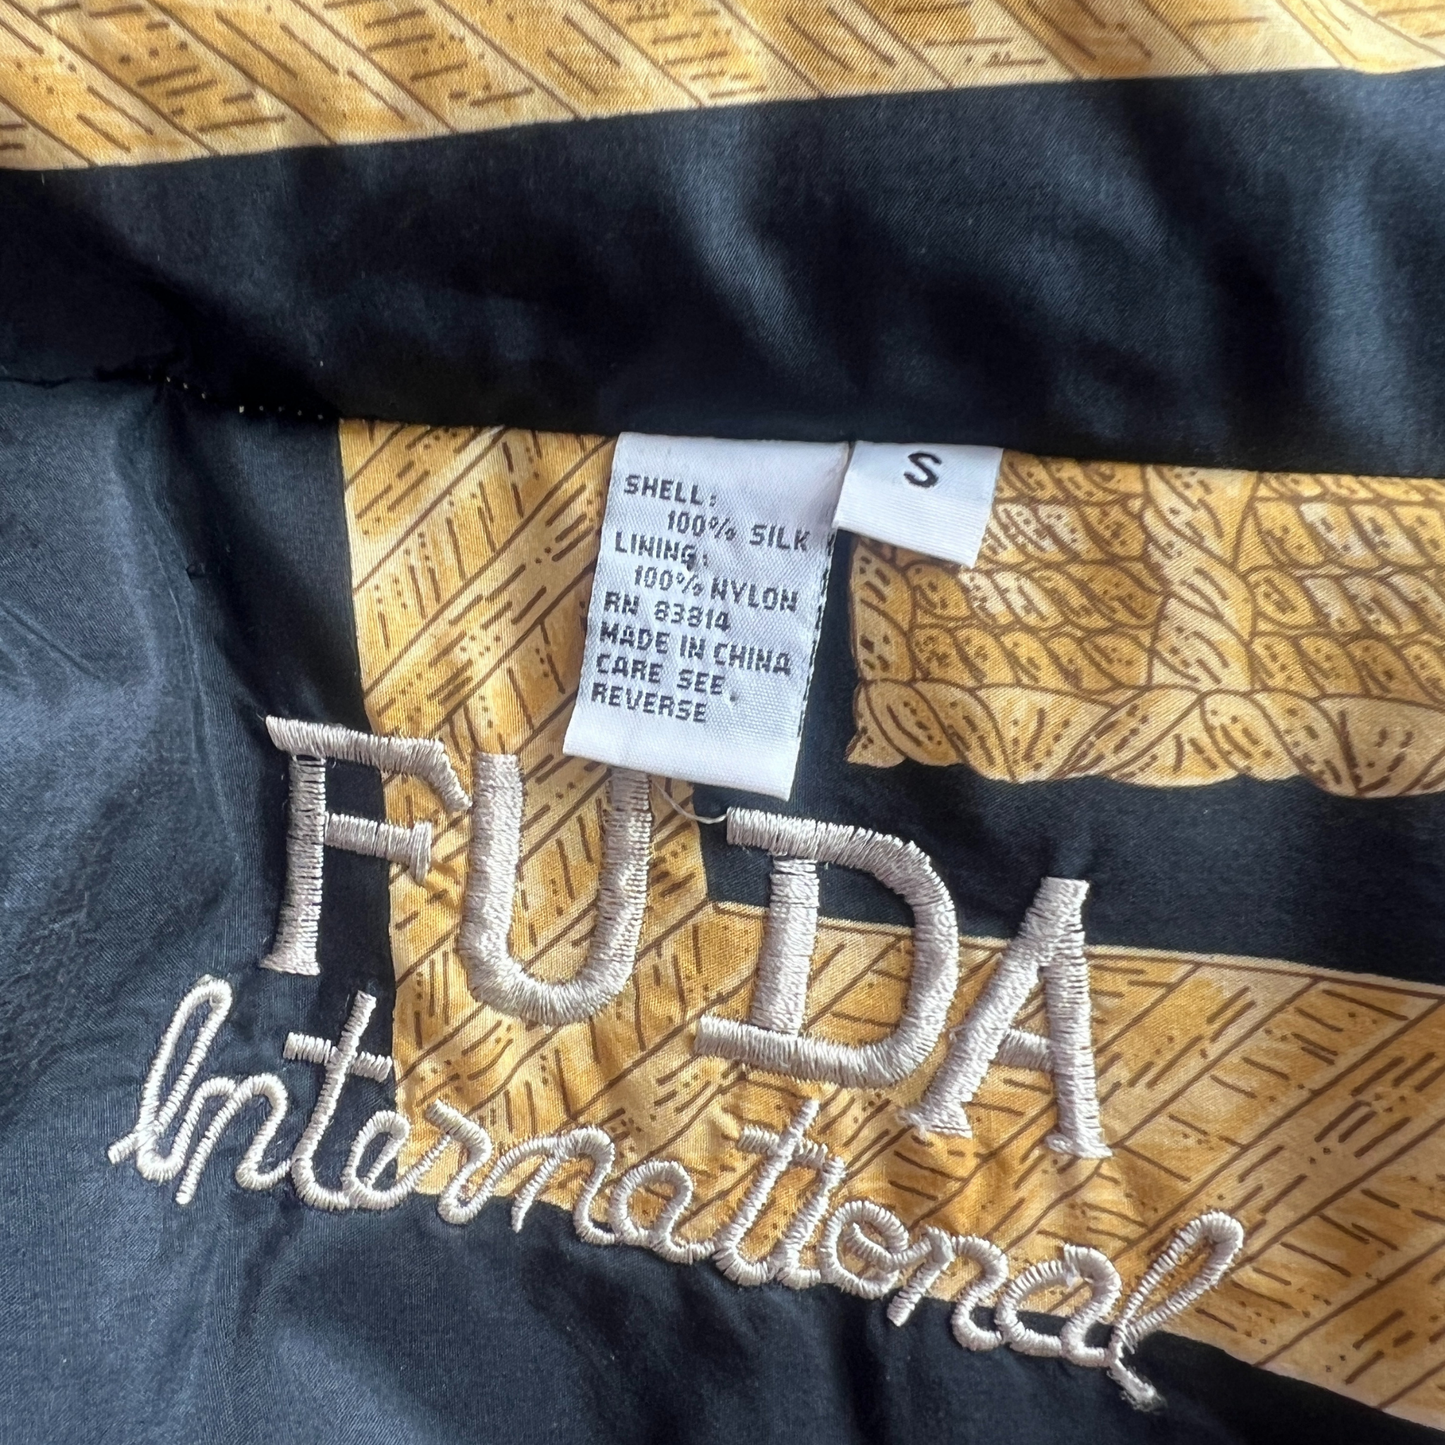 SHELL:
100% SILK
LINING:
100% NYLON
RN 83814
MADE IN CHINA
CARE SEE.
REVERSE
S
FUDA
International